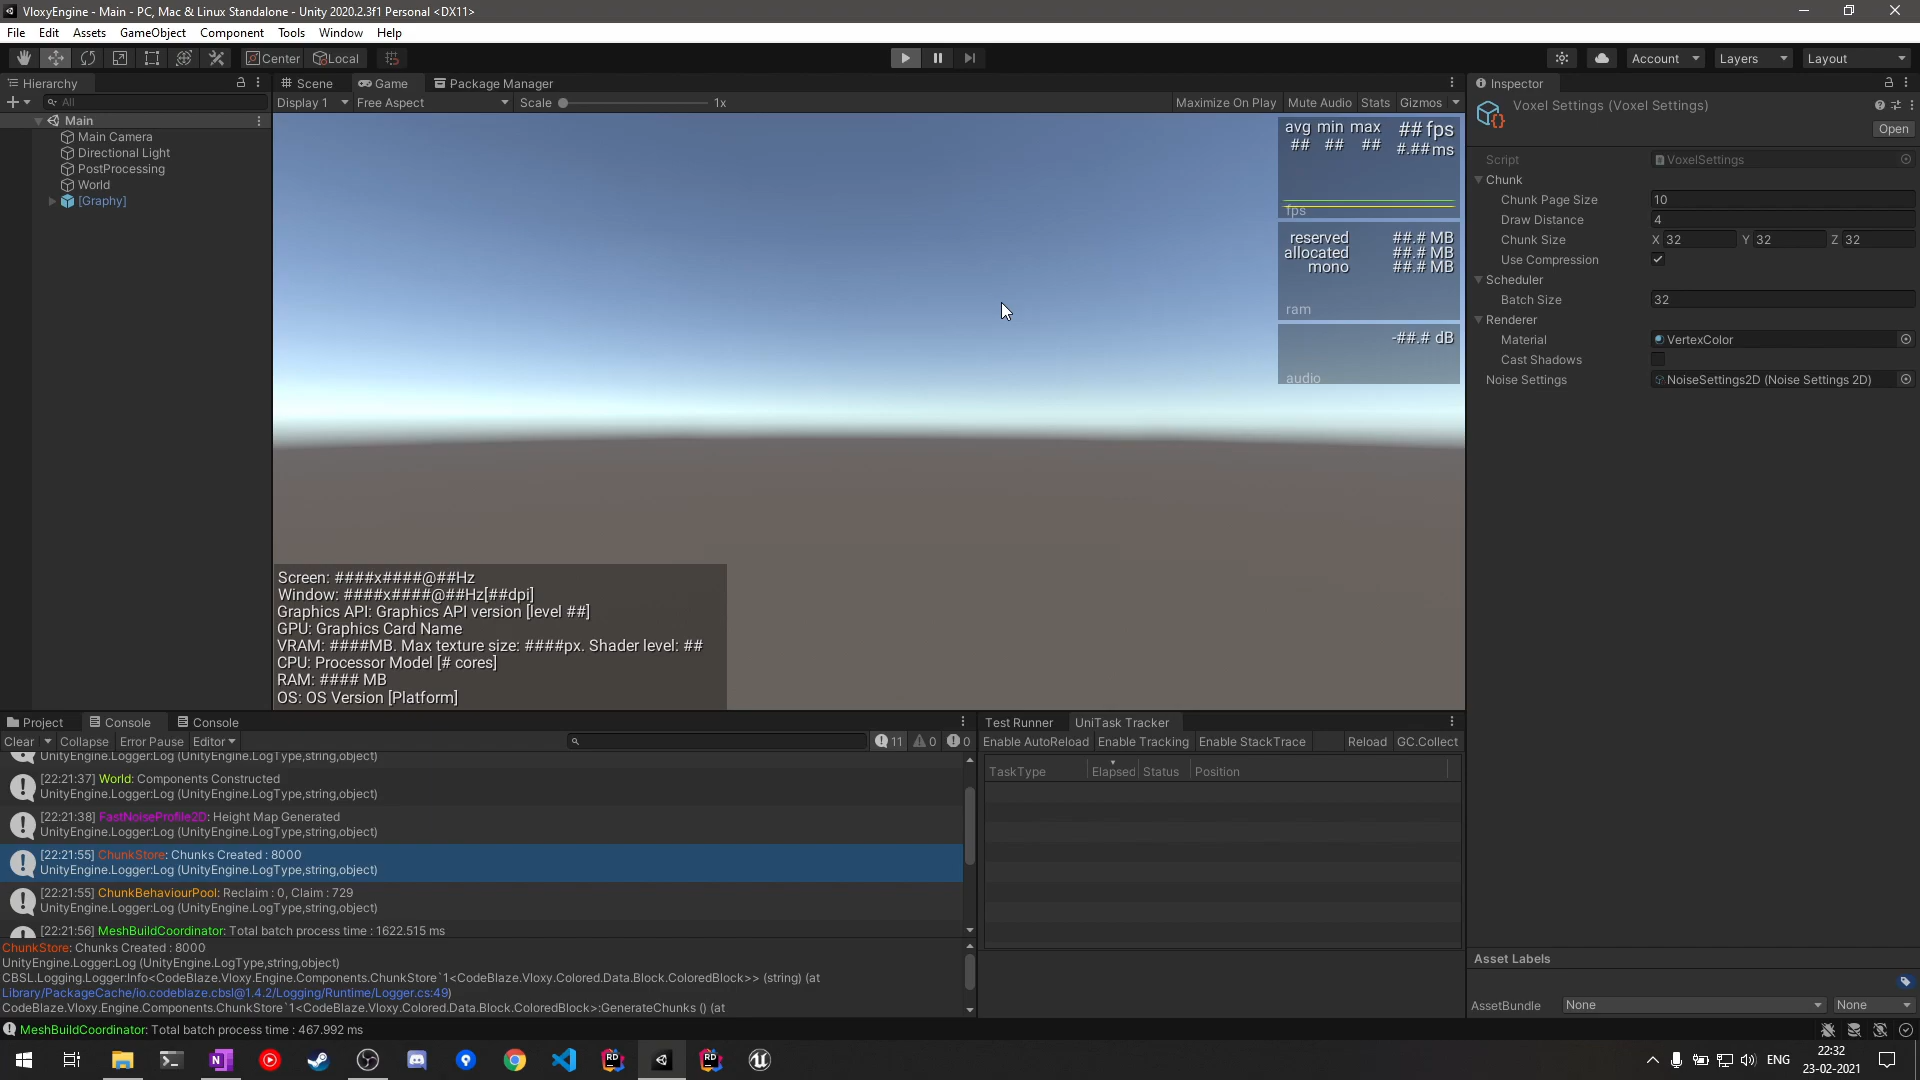 VloxyEngine - Main - PC, Mac & Linux Standalone - Unity 2020.2.3f1 Personal <DX11>
File Edit Assets GameObject Component Tools Window Help
Center Local Account Layers Layout
Hierarchy
All
Main
Main Camera
Directional Light
PostProcessing
World
[Graphy]
Scene Game Package Manager
Display 1 Free Aspect Scale 1x Maximize On Play Mute Audio Stats Gizmos
avg min max ## fps
## ## ## #.## ms
fps
reserved ##.# MB
allocated ##.# MB
mono ##.# MB
ram
-##.# dB
audio
Screen: ####x####@##Hz
Window: ####x####@##Hz[##dpi]
Graphics API: Graphics API version [level ##]
GPU: Graphics Card Name
VRAM: ####MB. Max texture size: ####px. Shader level: ##
CPU: Processor Model [# cores]
RAM: #### MB
OS: OS Version [Platform]
Inspector
Voxel Settings (Voxel Settings)
Open
Script VoxelSettings
Chunk
Chunk Page Size 10
Draw Distance 4
Chunk Size X 32 Y 32 Z 32
Use Compression
Scheduler
Batch Size 32
Renderer
Material VertexColor
Cast Shadows
Noise Settings NoiseSettings2D (Noise Settings 2D)
Asset Labels
AssetBundle None None
Project Console Console
Clear Collapse Error Pause Editor 11 0 0
UnityEngine.Logger:Log (UnityEngine.LogType,string,object)
[22:21:37] World: Components Constructed
UnityEngine.Logger:Log (UnityEngine.LogType,string,object)
[22:21:38] FastNoiseProfile2D: Height Map Generated
UnityEngine.Logger:Log (UnityEngine.LogType,string,object)
[22:21:55] ChunkStore: Chunks Created : 8000
UnityEngine.Logger:Log (UnityEngine.LogType,string,object)
[22:21:55] ChunkBehaviourPool: Reclaim : 0, Claim : 729
UnityEngine.Logger:Log (UnityEngine.LogType,string,object)
[22:21:56] MeshBuildCoordinator: Total batch process time : 1622.515 ms
ChunkStore: Chunks Created : 8000
UnityEngine.Logger:Log (UnityEngine.LogType,string,object)
CBSL.Logging.Logger:Info<CodeBlaze.Vloxy.Engine.Components.ChunkStore`1<CodeBlaze.Vloxy.Colored.Data.Block.ColoredBlock>> (string) (at
Library/PackageCache/io.codeblaze.cbsl@1.4.2/Logging/Runtime/Logger.cs:49)
CodeBlaze.Vloxy.Engine.Components.ChunkStore`1<CodeBlaze.Vloxy.Colored.Data.Block.ColoredBlock>:GenerateChunks () (at
MeshBuildCoordinator: Total batch process time : 467.992 ms
Test Runner UniTask Tracker
Enable AutoReload Enable Tracking Enable StackTrace Reload GC.Collect
TaskType Elapsed Status Position
ENG
22:32
23-02-2021